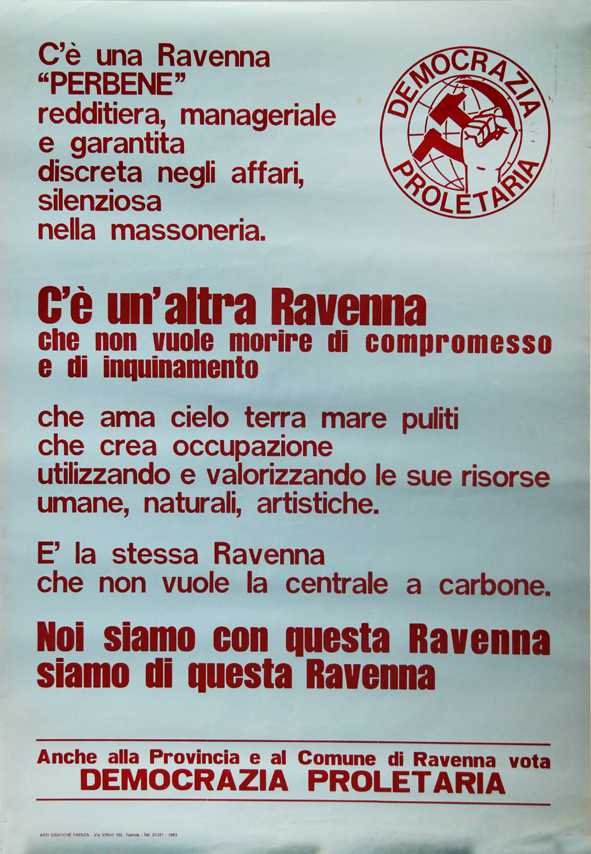 C'è una Ravenna
"PERBENE"
redditiera, manageriale
e garantita
discreta negli affari,
silenziosa
nella massoneria.
DEMOCRAZIA
PROLETARIA
C'è un'altra Ravenna
che non vuole morire di compromesso
e di inquinamento
che ama cielo terra mare puliti
che crea occupazione
utilizzando e valorizzando le sue risorse
umane, naturali, artistiche.
E' la stessa Ravenna
che non vuole la centrale a carbone.
Noi siamo con questa Ravenna
siamo di questa Ravenna
Anche alla Provincia e al Comune di Ravenna vota
DEMOCRAZIA PROLETARIA
ARTI GRAFICHE FAENZA - Via Vittori